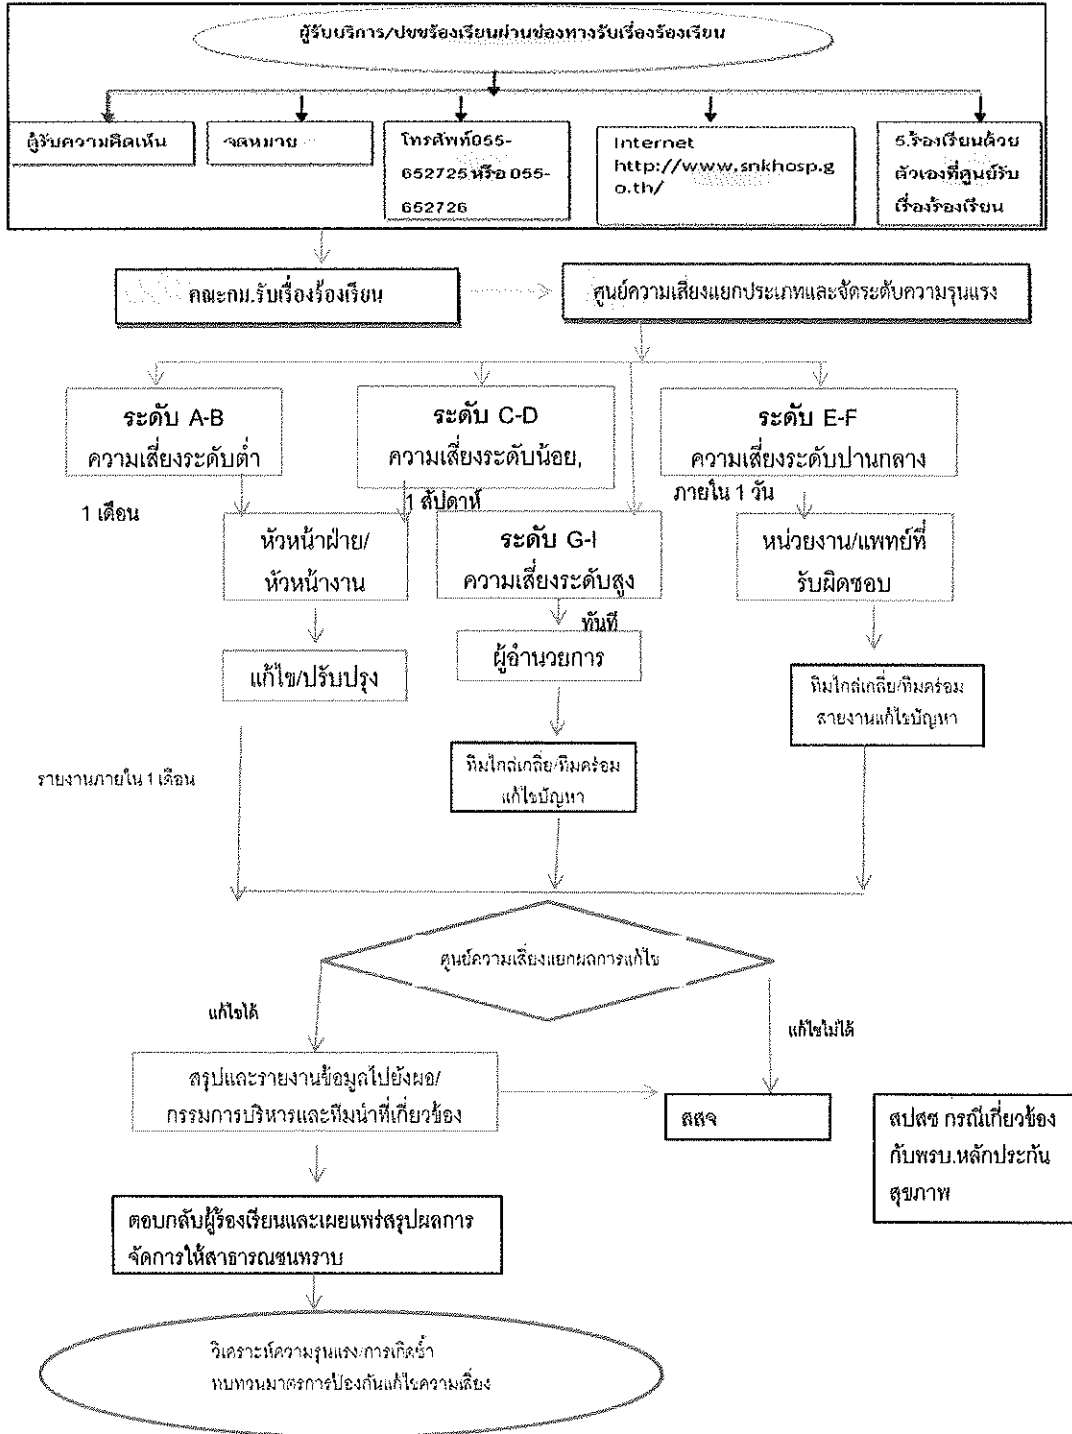 ผู้รับบริการ/ปชชร้องเรียนผ่านช่องทางรับเรื่องร้องเรียน
ตู้รับความคิดเห็น
จดหมาย
โทรศัพท์055-
652725 หรือ 055-
652726
Internet
http://www.snkhosp.g
o.th/
5.ร้องเรียนด้วย
ตัวเองที่ศูนย์รับ
เรื่องร้องเรียน
คณะกม.รับเรื่องร้องเรียน
ศูนย์ความเสี่ยงแยกประเภทและจัดระดับความรุนแรง
ระดับ A-B
ความเสี่ยงระดับต่ำ
ระดับ C-D
ความเสี่ยงระดับน้อย,
ระดับ E-F
ความเสี่ยงระดับปานกลาง
1 เดือน
1 สัปดาห์
ภายใน 1 วัน
หัวหน้าฝ่าย/
หัวหน้างาน
ระดับ G-I
ความเสี่ยงระดับสูง
หน่วยงาน/แพทย์ที่
รับผิดชอบ
ทันที
แก้ไข/ปรับปรุง
ผู้อำนวยการ
ทีมไกล่เกลี่ย/ทีมคร่อม
สายงานแก้ไขปัญหา
รายงานภายใน 1 เดือน
ทีมไกล่เกลี่ย/ทีมคร่อม
แก้ไขปัญหา
ศูนย์ความเสี่ยงแยกผลการแก้ไข
แก้ไขได้
แก้ไขไม่ได้
สรุปและรายงานข้อมูลไปยังผอ/
กรรมการบริหารและทีมนำที่เกี่ยวข้อง
สสจ
สปสช กรณีเกี่ยวข้อง
กับพรบ.หลักประกัน
สุขภาพ
ตอบกลับผู้ร้องเรียนและเผยแพร่สรุปผลการ
จัดการให้สาธารณชนทราบ
วิเคราะห์ความรุนแรง/การเกิดซ้ำ
ทบทวนมาตรการป้องกันแก้ไขความเสี่ยง